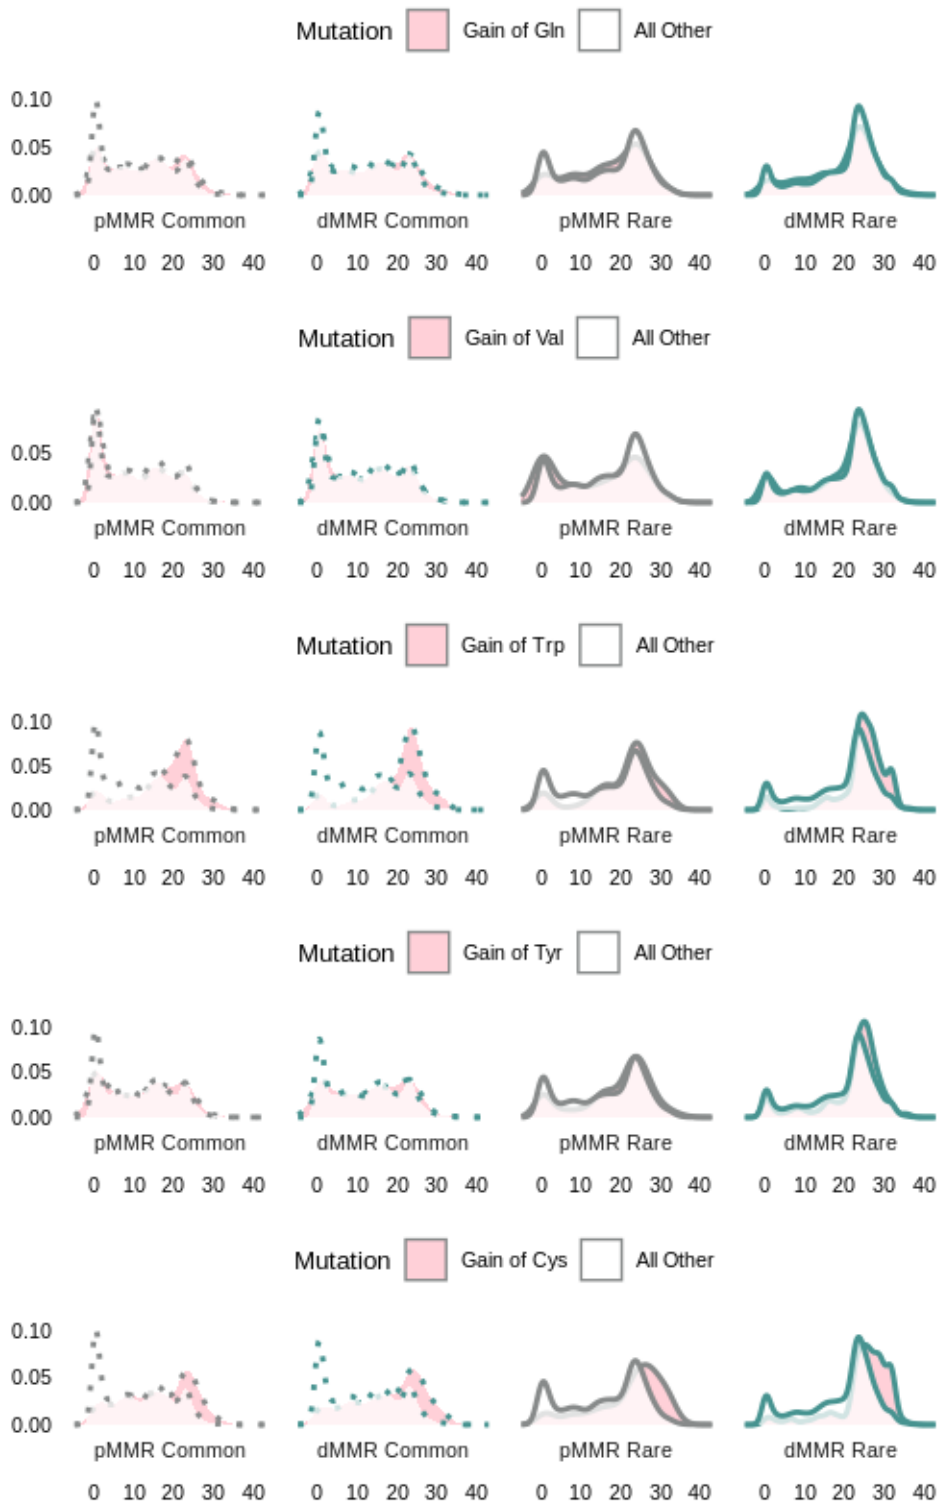 Mutation Gain of Gln All Other
0.10
0.05
0.00
pMMR Common dMMR Common pMMR Rare dMMR Rare
0 10 20 30 40 0 10 20 30 40 0 10 20 30 40 0 10 20 30 40
Mutation Gain of Val All Other
0.05
0.00
pMMR Common dMMR Common pMMR Rare dMMR Rare
0 10 20 30 40 0 10 20 30 40 0 10 20 30 40 0 10 20 30 40
Mutation Gain of Trp All Other
0.10
0.05
0.00
pMMR Common dMMR Common pMMR Rare dMMR Rare
0 10 20 30 40 0 10 20 30 40 0 10 20 30 40 0 10 20 30 40
Mutation Gain of Tyr All Other
0.10
0.05
0.00
pMMR Common dMMR Common pMMR Rare dMMR Rare
0 10 20 30 40 0 10 20 30 40 0 10 20 30 40 0 10 20 30 40
Mutation Gain of Cys All Other
0.10
0.05
0.00
pMMR Common dMMR Common pMMR Rare dMMR Rare
0 10 20 30 40 0 10 20 30 40 0 10 20 30 40 0 10 20 30 40